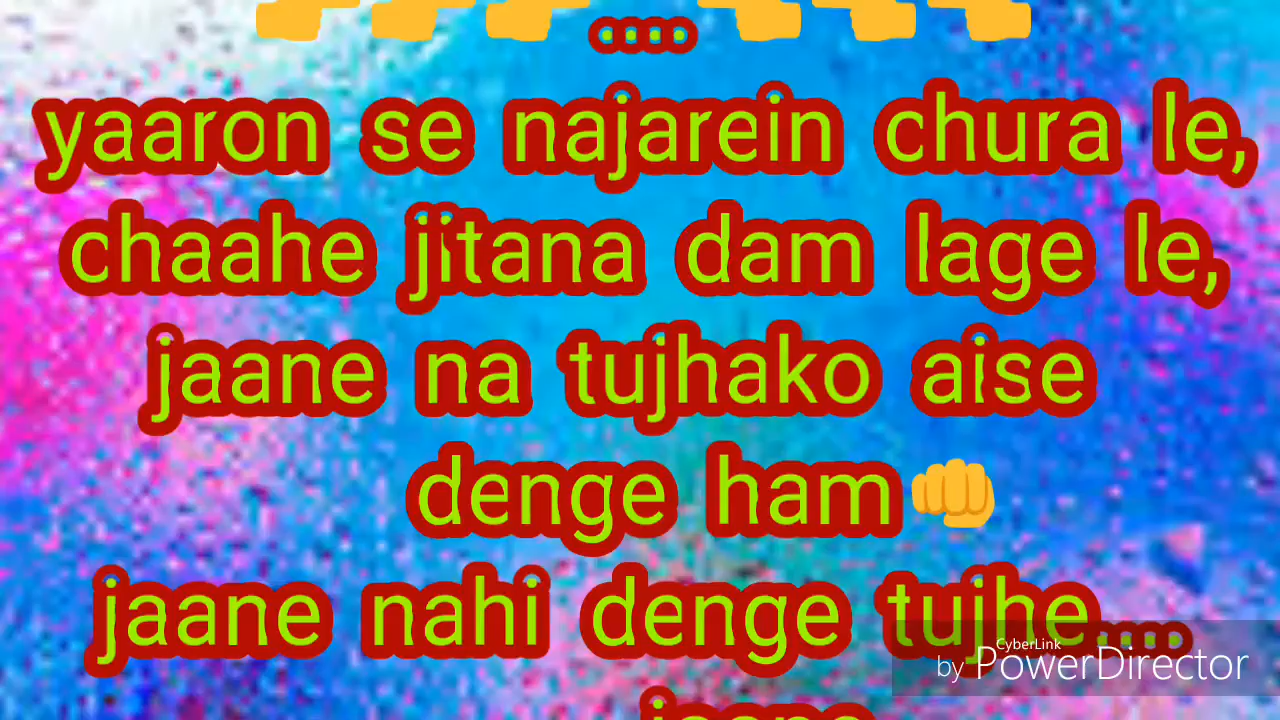 ....
yaaron se najarein chura le,
chaahe jitana dam lage le,
jaane na tujhako aise
denge ham👊
jaane nahi denge tujhe....
CyberLink
by PowerDirector